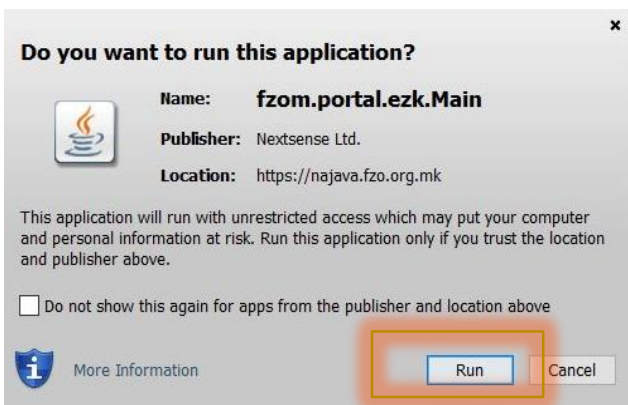 Do you want to run this application?
Name: fzom.portal.ezk.Main
Publisher: Nextsense Ltd.
Location: https://najava.fzo.org.mk
This application will run with unrestricted access which may put your computer
and personal information at risk. Run this application only if you trust the location
and publisher above.
Do not show this again for apps from the publisher and location above
More Information
Run
Cancel